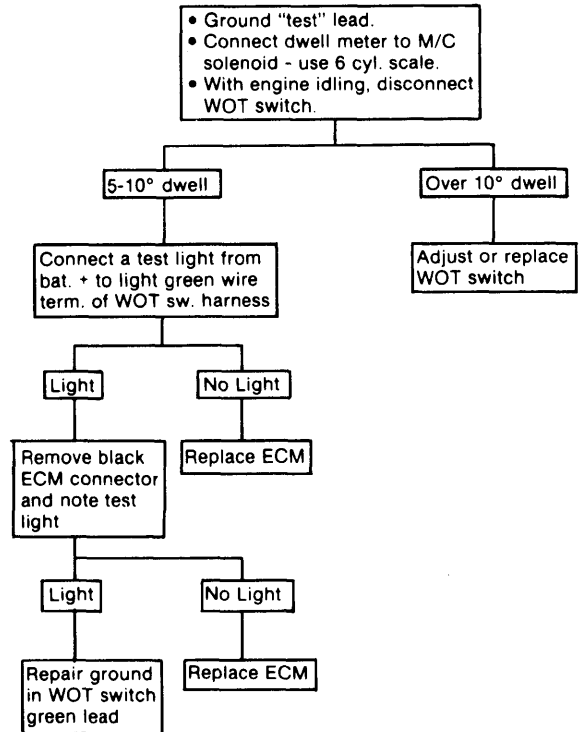 • Ground "test" lead.
• Connect dwell meter to M/C
solenoid - use 6 cyl. scale.
• With engine idling, disconnect
WOT switch.
5-10° dwell
Over 10° dwell
Connect a test light from
bat. + to light green wire
term. of WOT sw. harness
Adjust or replace
WOT switch
Light
No Light
Remove black
ECM connector
and note test
light
Replace ECM
Light
No Light
Repair ground
in WOT switch
green lead
Replace ECM